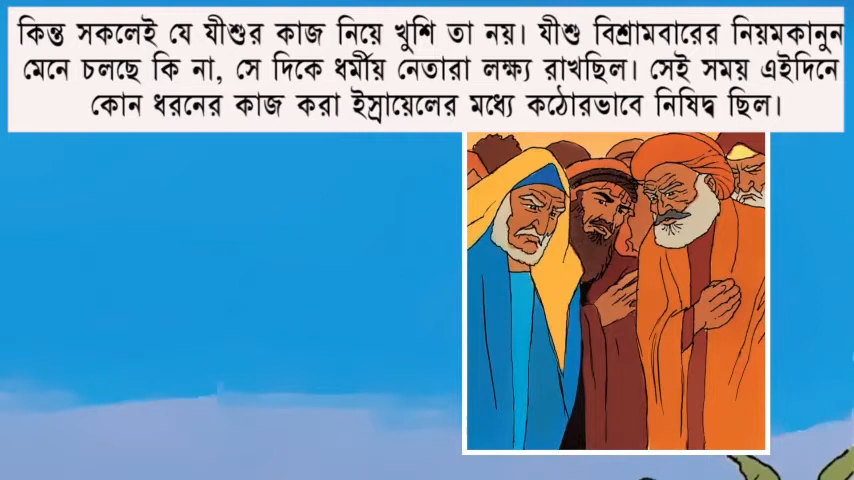 কিন্ত সকলেই যে যীশুর কাজ নিয়ে খুশি তা নয়। যীশু বিশ্রামবারের নিয়মকানুন
মেনে চলছে কি না, সে দিকে ধর্মীয় নেতারা লক্ষ্য রাখছিল। সেই সময় এইদিনে
কোন ধরনের কাজ করা ইস্রায়েলের মধ্যে কঠোরভাবে নিষিদ্ব ছিল।